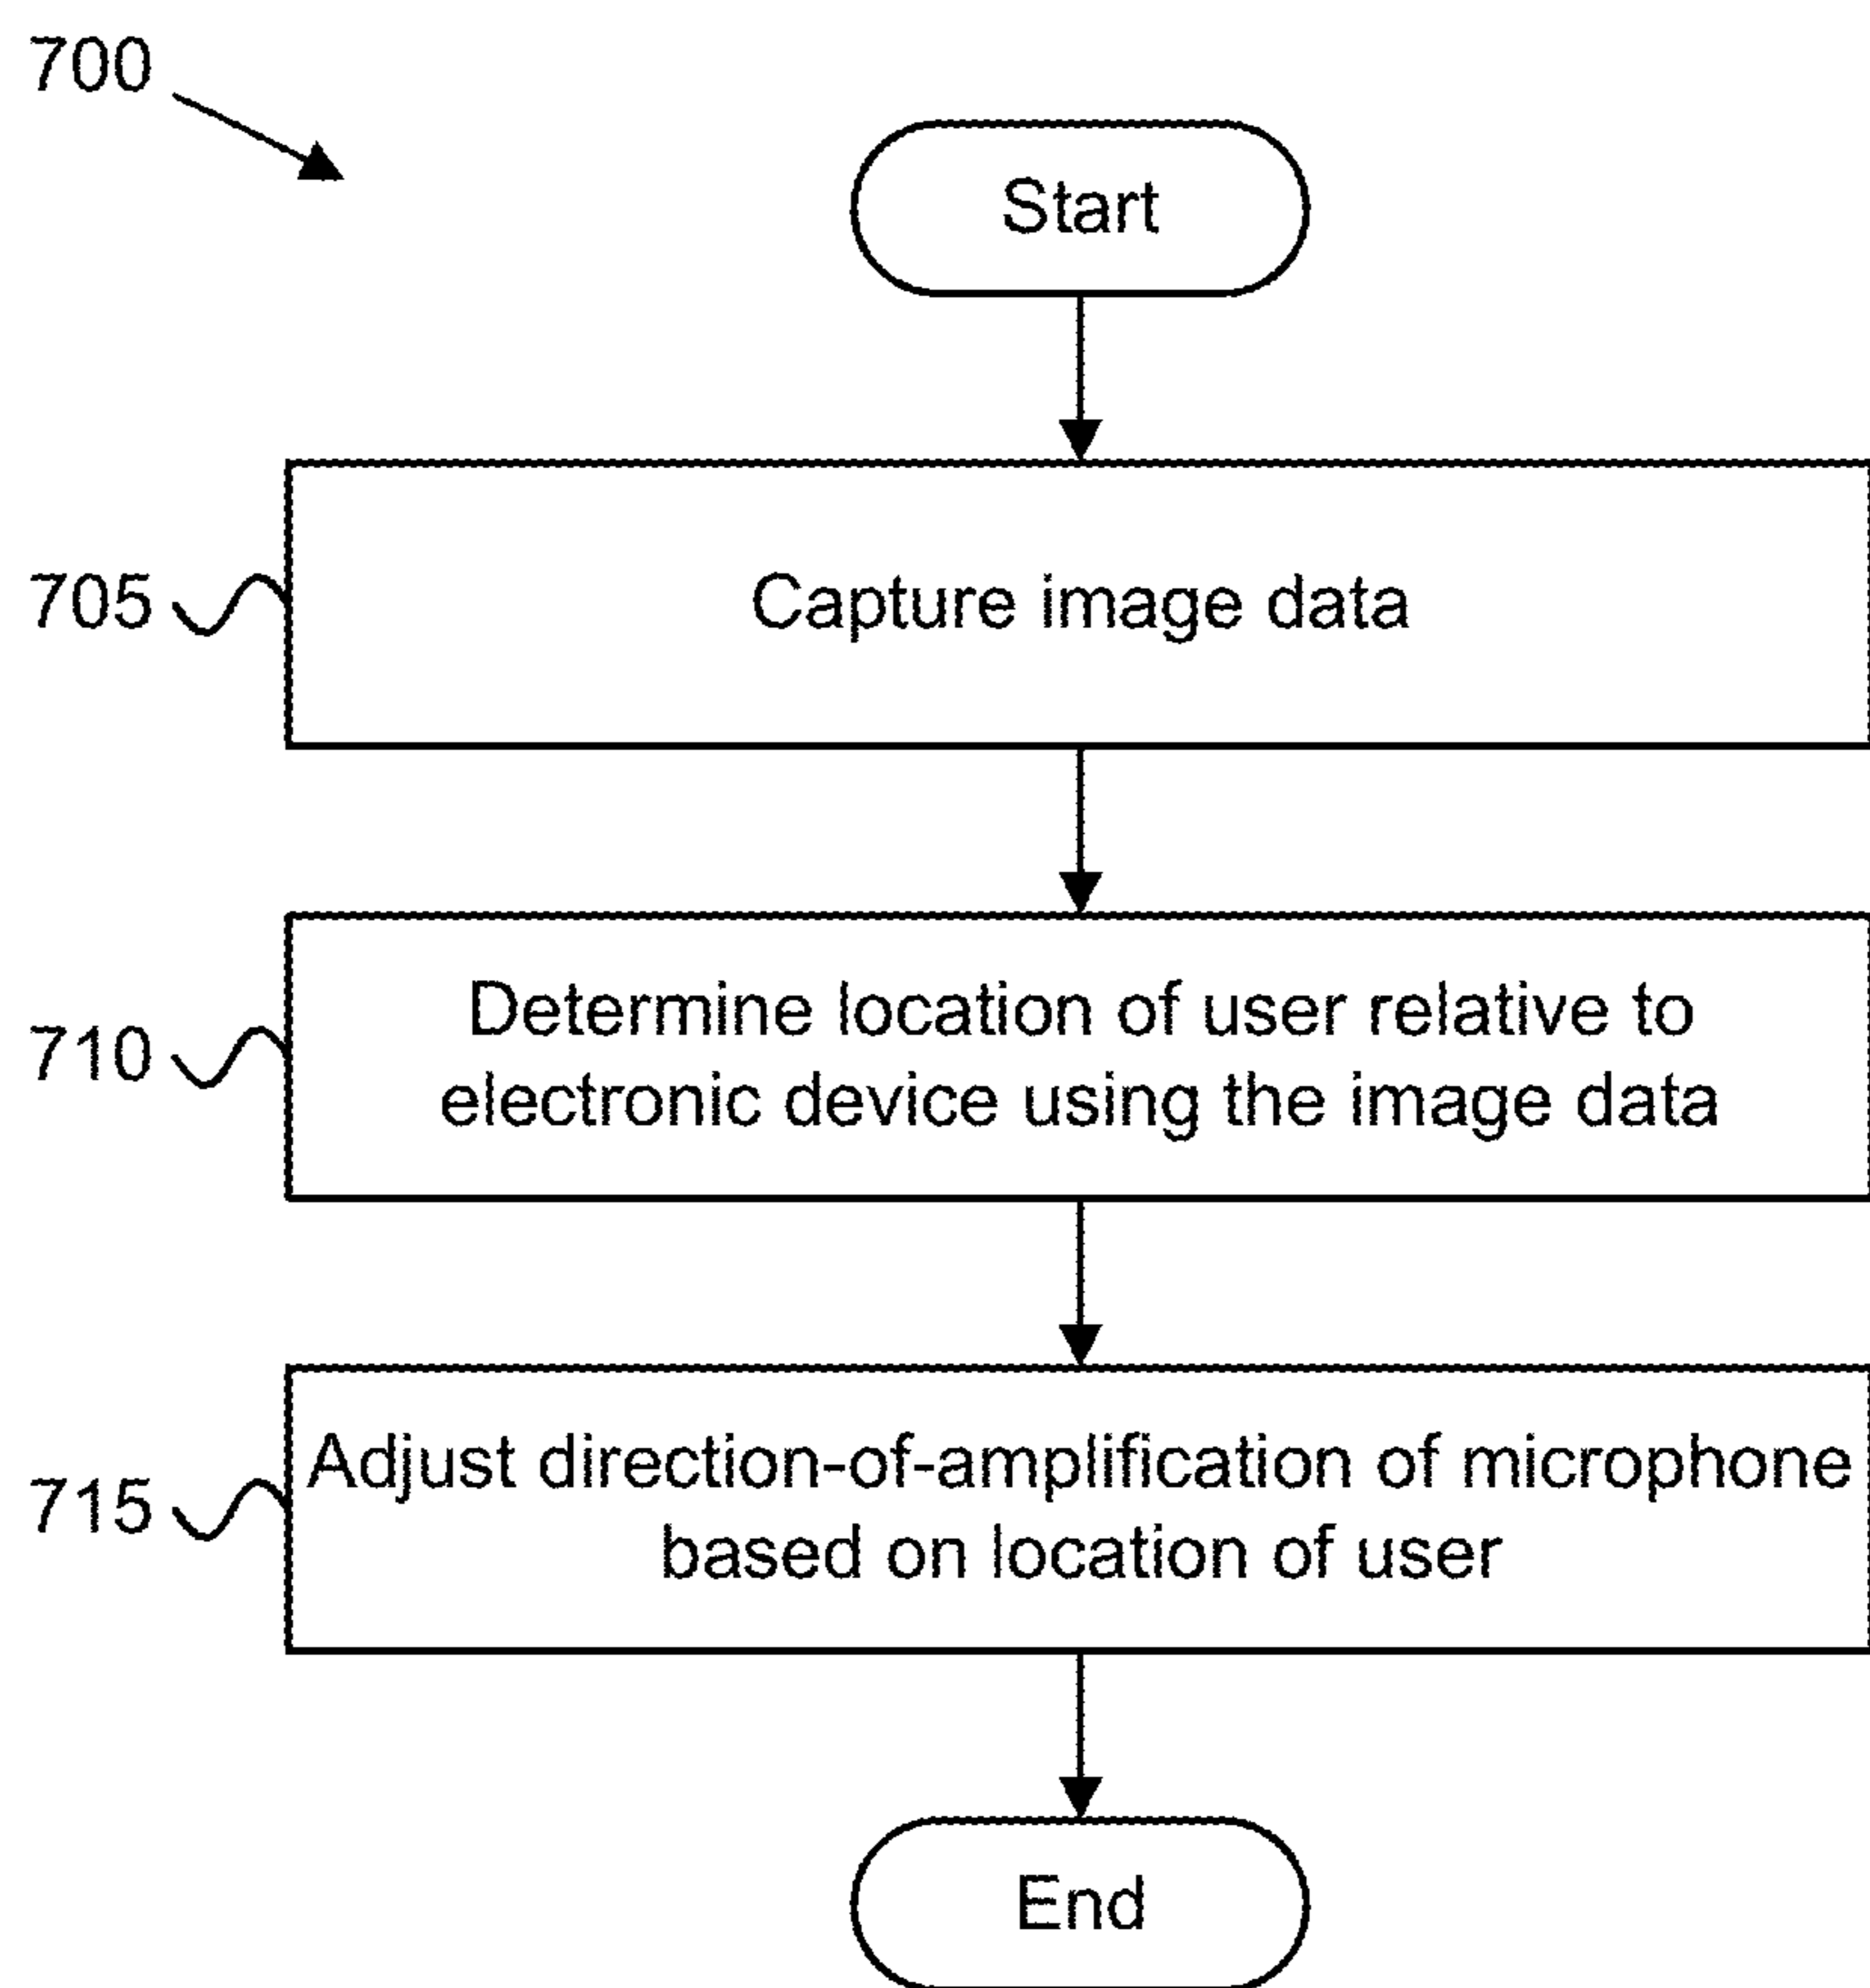 700
Start
705
Capture image data
710
Determine location of user relative to
electronic device using the image data
715
Adjust direction-of-amplification of microphone
based on location of user
End